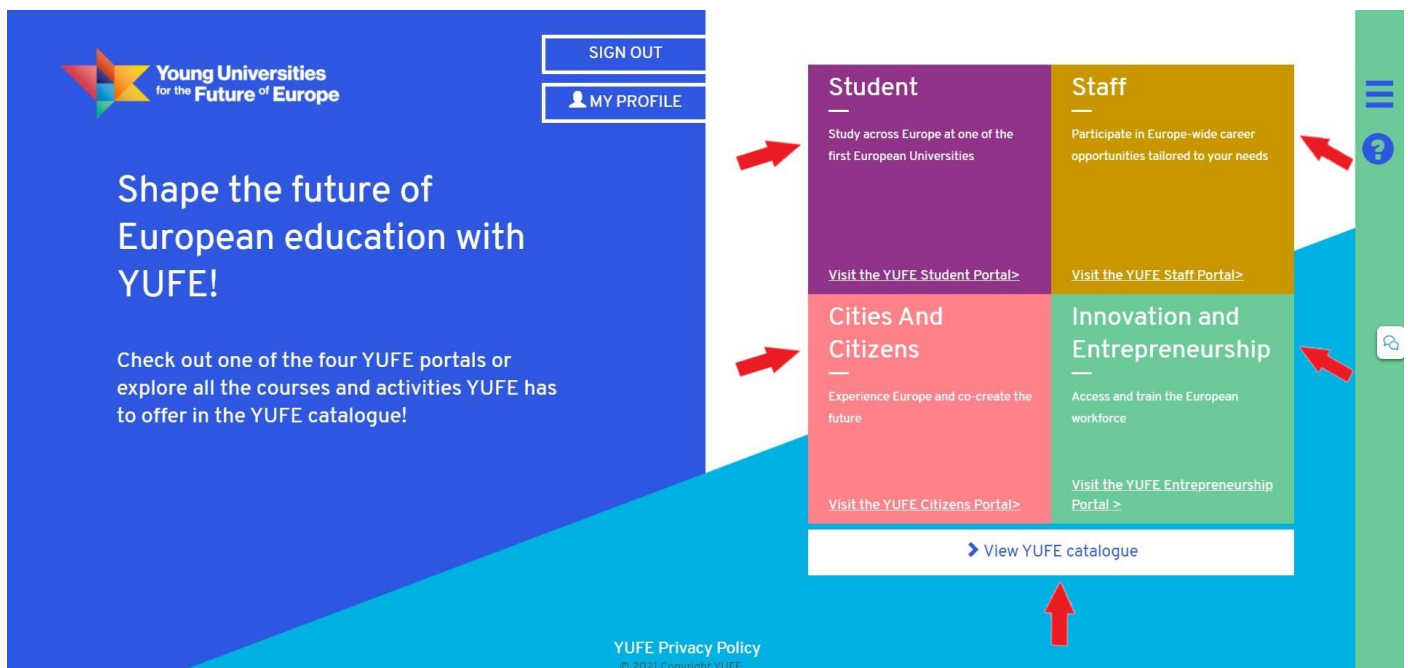 Young Universities
for the Future of Europe
SIGN OUT
MY PROFILE
Shape the future of
European education with
YUFE!
Check out one of the four YUFE portals or
explore all the courses and activities YUFE has
to offer in the YUFE catalogue!
Student
Study across Europe at one of the
first European Universities
Visit the YUFE Student Portal>
Staff
Participate in Europe-wide career
opportunities tailored to your needs
Visit the YUFE Staff Portal>
Cities And
Citizens
Experience Europe and co-create the
future
Visit the YUFE Citizens Portal>
Innovation and
Entrepreneurship
Access and train the European
workforce
Visit the YUFE Entrepreneurship
Portal >
View YUFE catalogue
?
YUFE Privacy Policy
© 2021 Copyright YUFE